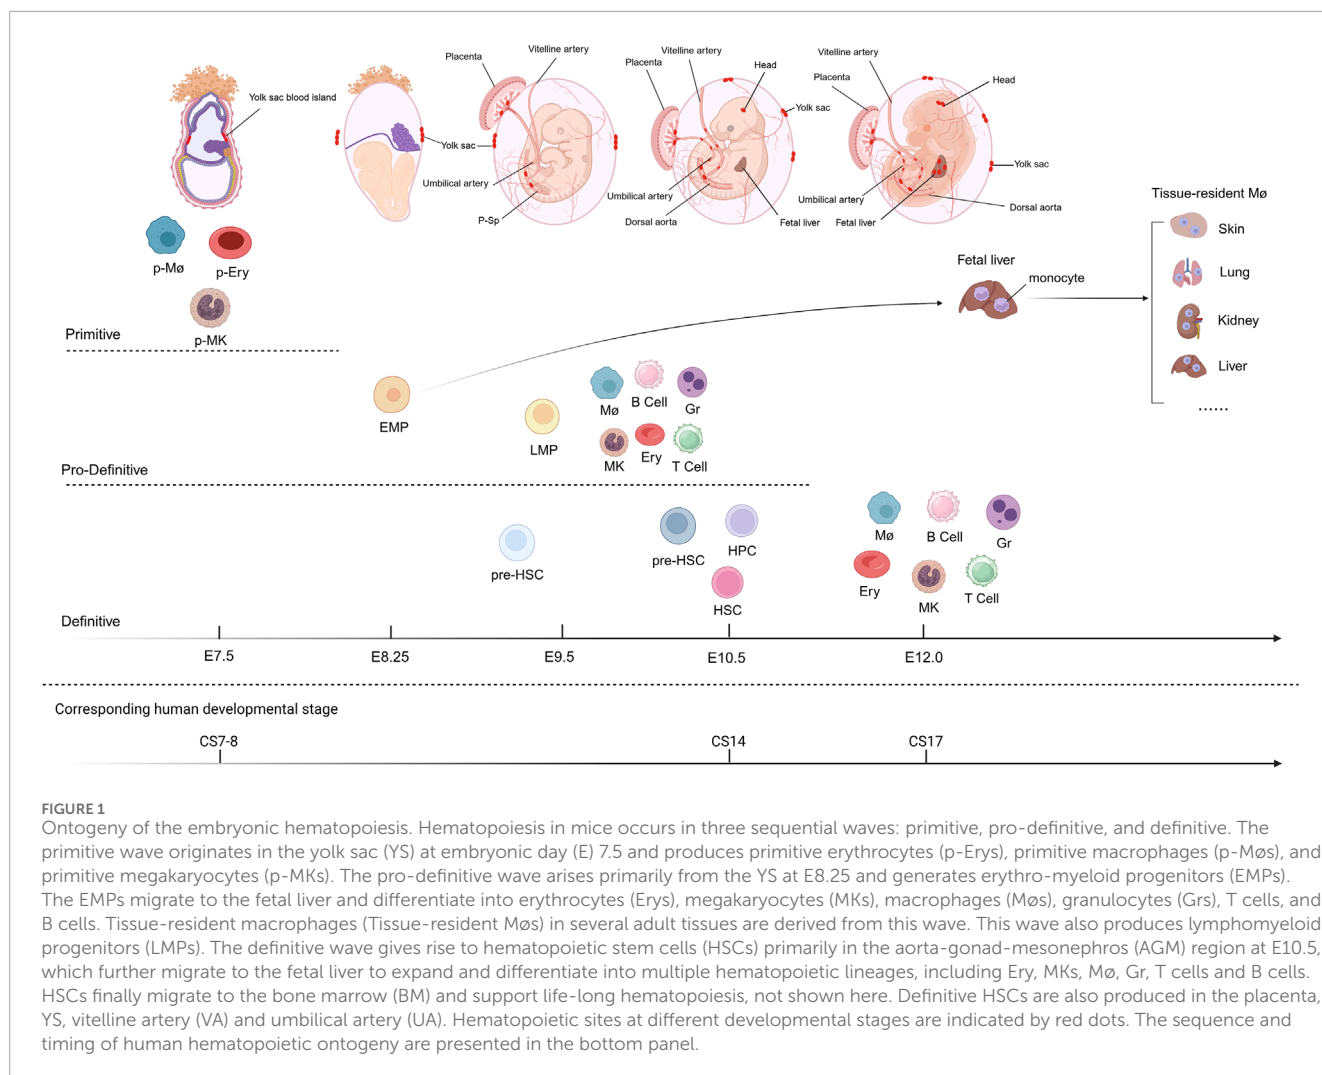 Yolk sac blood island
Yolk sac
Placenta
Vitelline artery
Umbilical artery
P-Sp
Placenta
Vitelline artery
Head
Yolk sac
Umbilical artery
Dorsal aorta
Fetal liver
Vitelline artery
Placenta
Head
Yolk sac
Umbilical artery
Dorsal aorta
Fetal liver
Tissue-resident Mø
Skin
Lung
Kidney
Liver
......
p-Mø
p-Ery
p-MK
Primitive
Fetal liver
monocyte
EMP
LMP
Mø
B Cell
Gr
MK
Ery
T Cell
Pro-Definitive
pre-HSC
pre-HSC
HPC
HSC
Mø
B Cell
Gr
Ery
MK
T Cell
Definitive
E7.5
E8.25
E9.5
E10.5
E12.0
Corresponding human developmental stage
CS7-8
CS14
CS17
FIGURE 1
Ontogeny of the embryonic hematopoiesis. Hematopoiesis in mice occurs in three sequential waves: primitive, pro-definitive, and definitive. The
primitive wave originates in the yolk sac (YS) at embryonic day (E) 7.5 and produces primitive erythrocytes (p-Erys), primitive macrophages (p-Møs), and
primitive megakaryocytes (p-MKs). The pro-definitive wave arises primarily from the YS at E8.25 and generates erythro-myeloid progenitors (EMPs).
The EMPs migrate to the fetal liver and differentiate into erythrocytes (Erys), megakaryocytes (MKs), macrophages (Møs), granulocytes (Grs), T cells, and
B cells. Tissue-resident macrophages (Tissue-resident Møs) in several adult tissues are derived from this wave. This wave also produces lymphomyeloid
progenitors (LMPs). The definitive wave gives rise to hematopoietic stem cells (HSCs) primarily in the aorta-gonad-mesonephros (AGM) region at E10.5,
which further migrate to the fetal liver to expand and differentiate into multiple hematopoietic lineages, including Ery, MKs, Mø, Gr, T cells and B cells.
HSCs finally migrate to the bone marrow (BM) and support life-long hematopoiesis, not shown here. Definitive HSCs are also produced in the placenta,
YS, vitelline artery (VA) and umbilical artery (UA). Hematopoietic sites at different developmental stages are indicated by red dots. The sequence and
timing of human hematopoietic ontogeny are presented in the bottom panel.